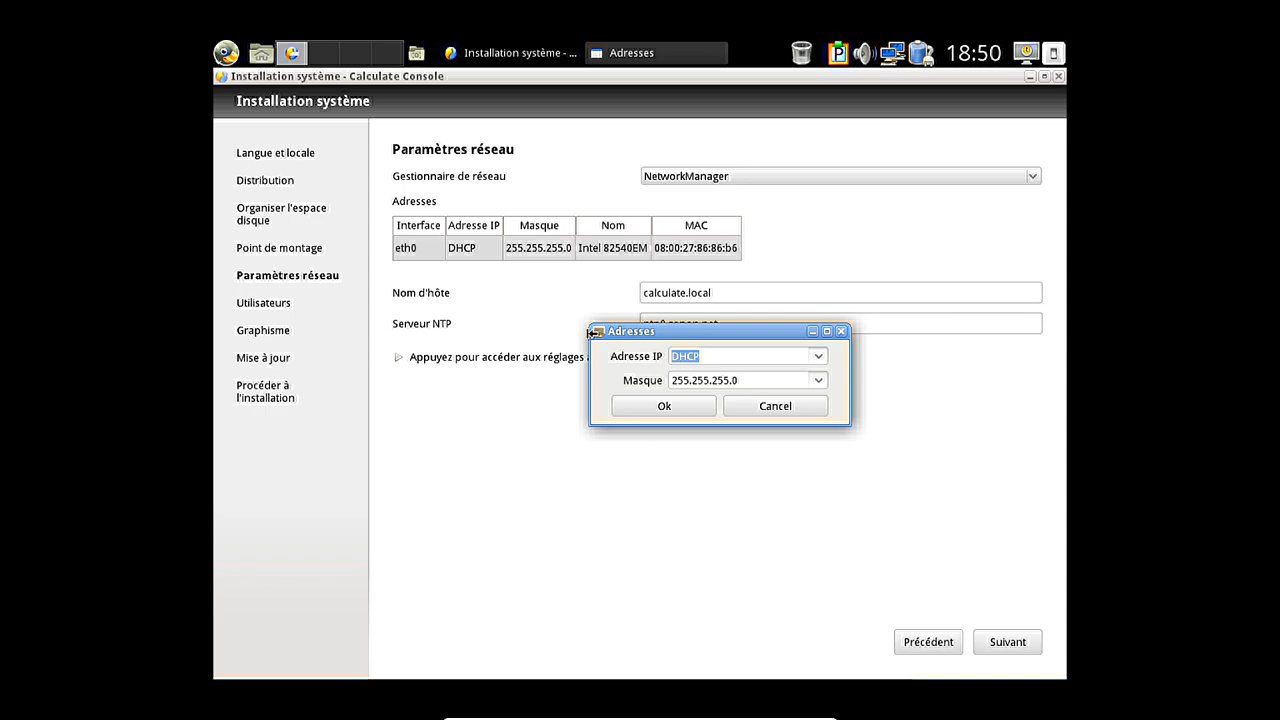 Installation système - ...
Adresses
18:50
Installation système - Calculate Console
Installation système
Langue et locale
Distribution
Organiser l'espace
disque
Point de montage
Paramètres réseau
Utilisateurs
Graphisme
Mise à jour
Procéder à
l'installation
Paramètres réseau
Gestionnaire de réseau
NetworkManager
Adresses
Interface Adresse IP Masque Nom MAC
eth0 DHCP 255.255.255.0 Intel 82540EM 08:00:27:86:86:b6
Nom d'hôte
calculate.local
Serveur NTP
Appuyez pour accéder aux réglages
Adresses
Adresse IP DHCP
Masque 255.255.255.0
Ok Cancel
Précédent Suivant